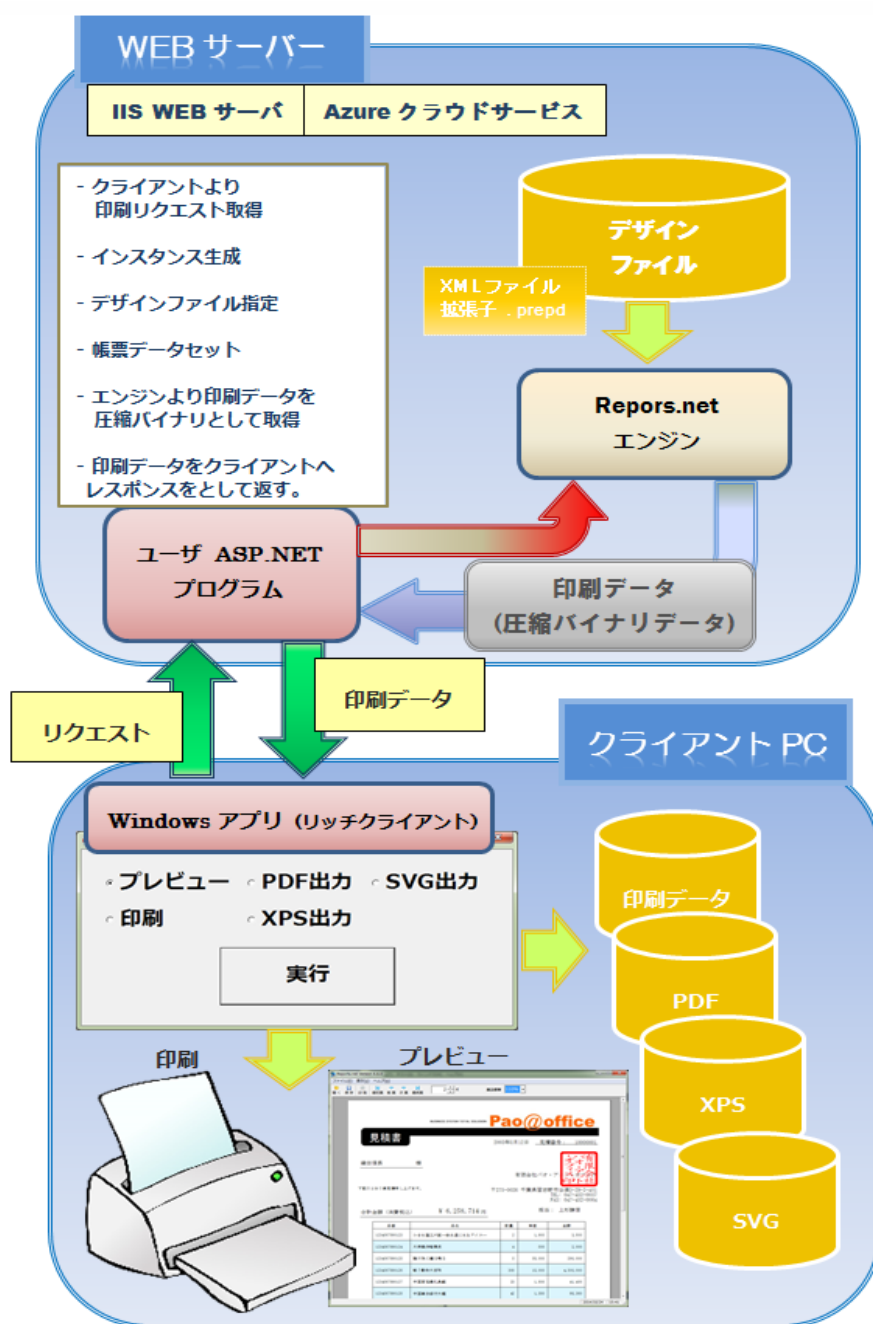 WEB サーバー
IIS WEB サーバ
Azure クラウドサービス
- クライアントより
印刷リクエスト取得
- インスタンス生成
- デザインファイル指定
- 帳票データセット
- エンジンより印刷データを
圧縮バイナリとして取得
- 印刷データをクライアントへ
レスポンスをとして返す。
デザイン
ファイル
XMLファイル
拡張子 . prepd
Repors.net
エンジン
ユーザ ASP.NET
プログラム
印刷データ
(圧縮バイナリデータ)
リクエスト
印刷データ
クライアント PC
Windows アプリ (リッチクライアント)
プレビュー
PDF出力
SVG出力
印刷
XPS出力
実行
印刷データ
PDF
XPS
SVG
印刷
プレビュー
Pao@office
見積書